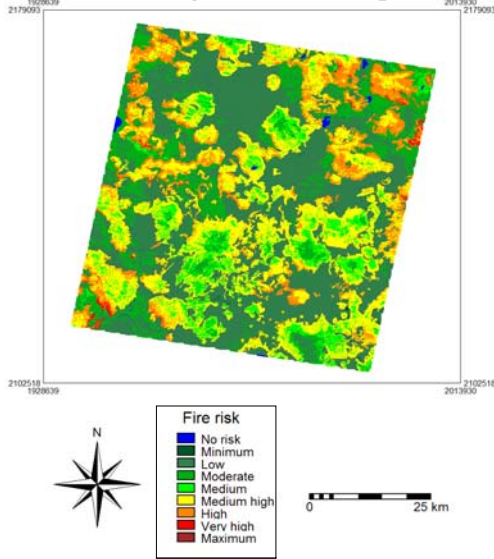 1928639
2013930
2179093
2179093
2102518
2102518
1928639
2013930
N
Fire risk
No risk
Minimum
Low
Moderate
Medium
Medium high
High
Very high
Maximum
0
25 km